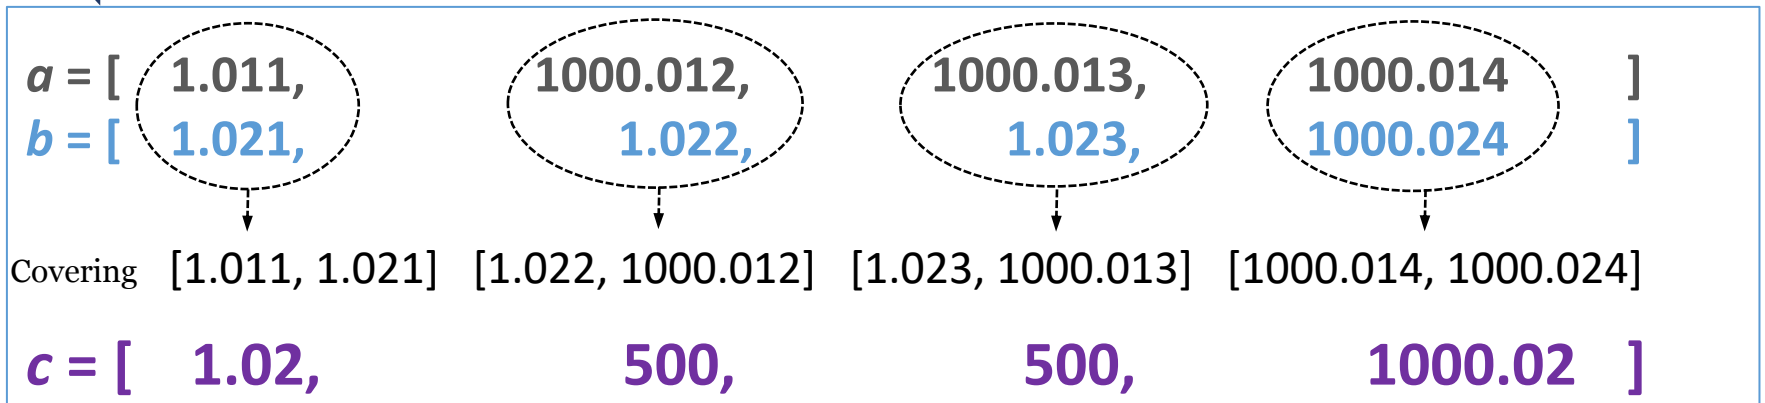 a = [ 1.011, 1000.012, 1000.013, 1000.014 ]
b = [ 1.021, 1.022, 1.023, 1000.024 ]
Covering [1.011, 1.021] [1.022, 1000.012] [1.023, 1000.013] [1000.014, 1000.024]
c = [ 1.02, 500, 500, 1000.02 ]